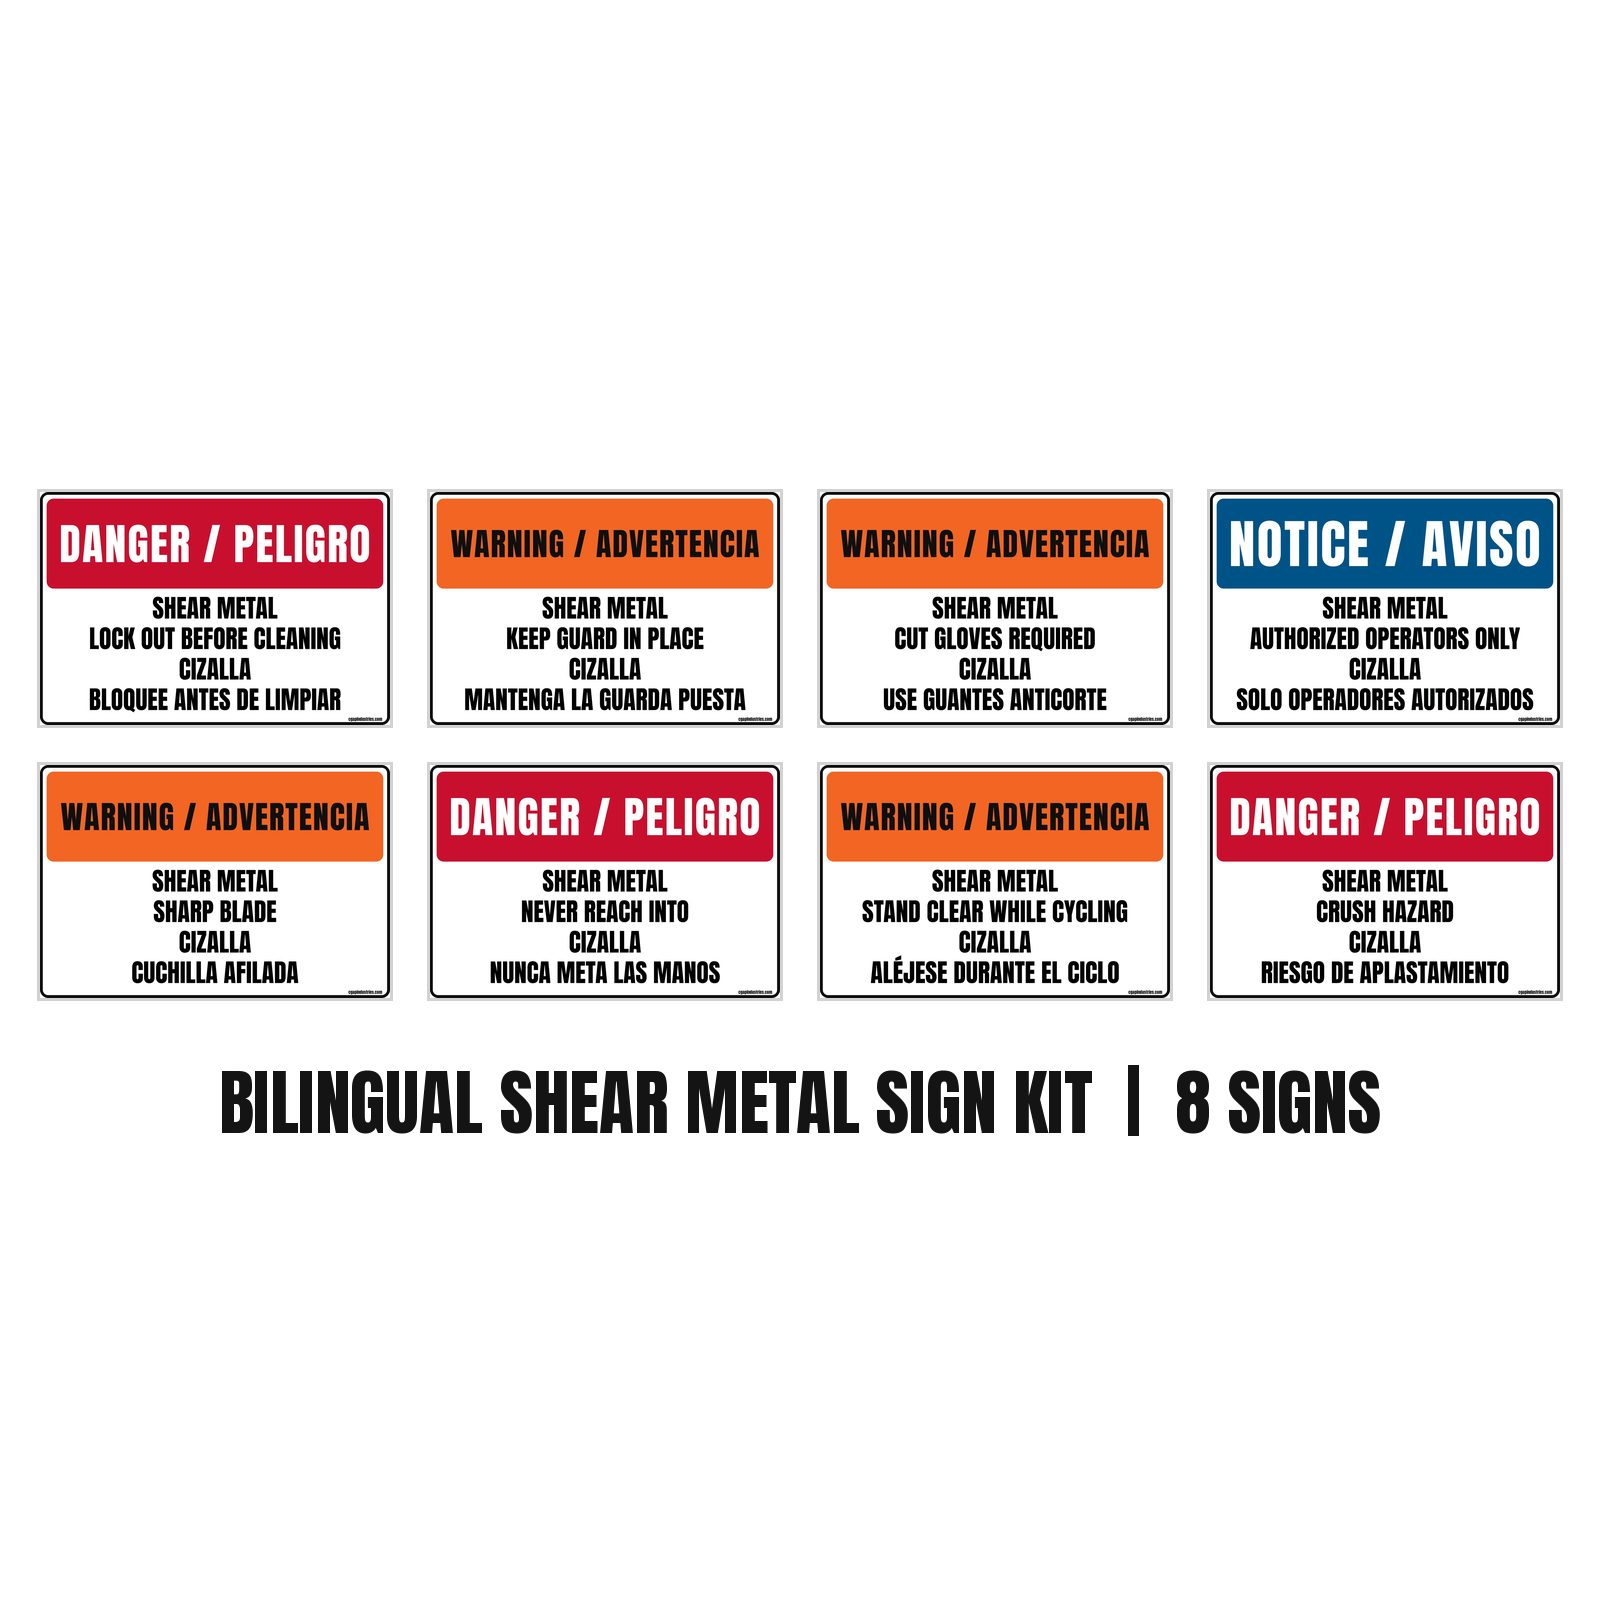 DANGER / PELIGRO
SHEAR METAL
LOCK OUT BEFORE CLEANING
CIZALLA
BLOQUEE ANTES DE LIMPIAR
WARNING / ADVERTENCIA
SHEAR METAL
KEEP GUARD IN PLACE
CIZALLA
MANTENGA LA GUARDA PUESTA
WARNING / ADVERTENCIA
SHEAR METAL
CUT GLOVES REQUIRED
CIZALLA
USE GUANTES ANTICORTE
NOTICE / AVISO
SHEAR METAL
AUTHORIZED OPERATORS ONLY
CIZALLA
SOLO OPERADORES AUTORIZADOS
WARNING / ADVERTENCIA
SHEAR METAL
SHARP BLADE
CIZALLA
CUCHILLA AFILADA
DANGER / PELIGRO
SHEAR METAL
NEVER REACH INTO
CIZALLA
NUNCA META LAS MANOS
WARNING / ADVERTENCIA
SHEAR METAL
STAND CLEAR WHILE CYCLING
CIZALLA
ALÉJESE DURANTE EL CICLO
DANGER / PELIGRO
SHEAR METAL
CRUSH HAZARD
CIZALLA
RIESGO DE APLASTAMIENTO
BILINGUAL SHEAR METAL SIGN KIT | 8 SIGNS